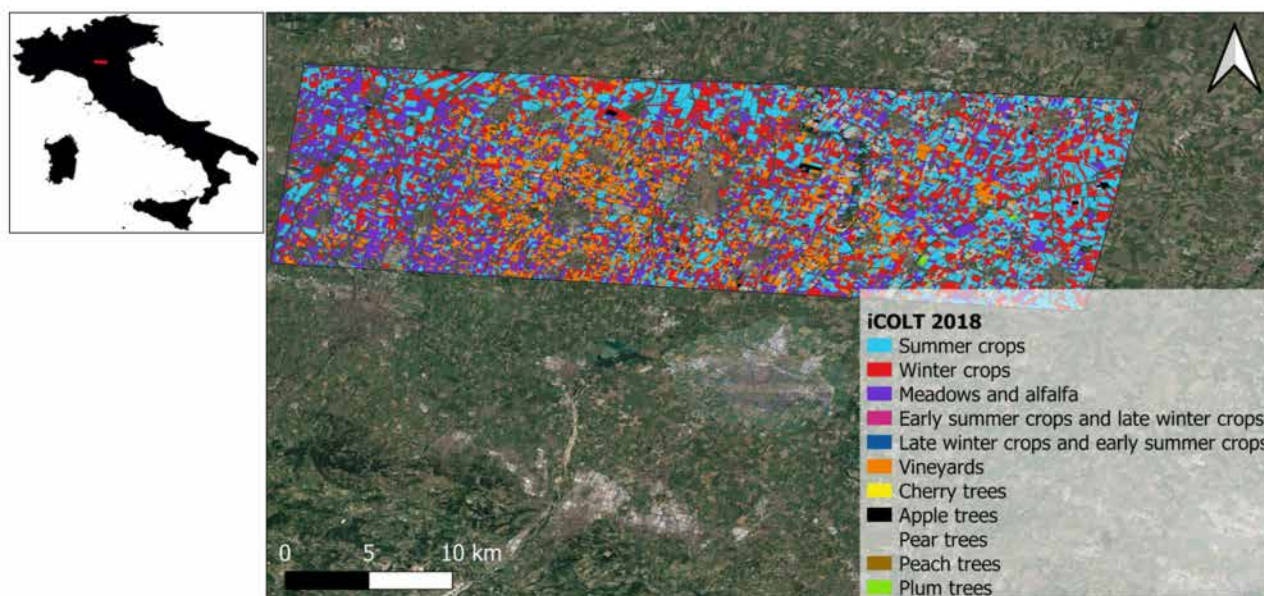 iCOLT 2018
Summer crops
Winter crops
Meadows and alfalfa
Early summer crops and late winter crops
Late winter crops and early summer crops
Vineyards
Cherry trees
Apple trees
Pear trees
Peach trees
Plum trees
0 5 10 km